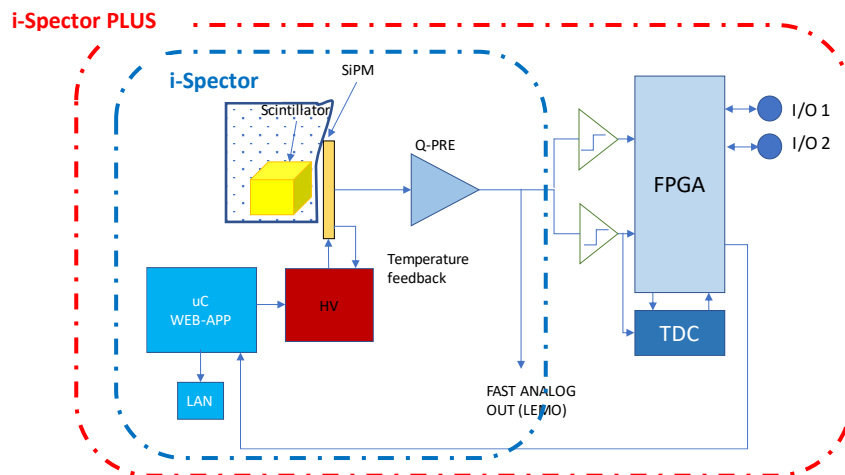 i-Spector PLUS
i-Spector
SiPM
Scintillator
Q-PRE
I/O 1
I/O 2
FPGA
Temperature
feedback
uC
WEB-APP
HV
TDC
LAN
FAST ANALOG
OUT (LEMO)